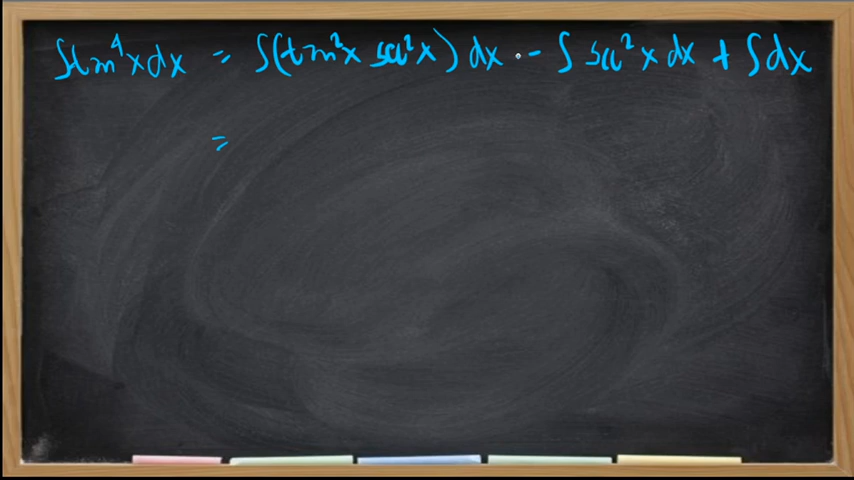 ∫tan⁴x dx = ∫(tan²x sec²x) dx - ∫ sec²x dx + ∫dx
=